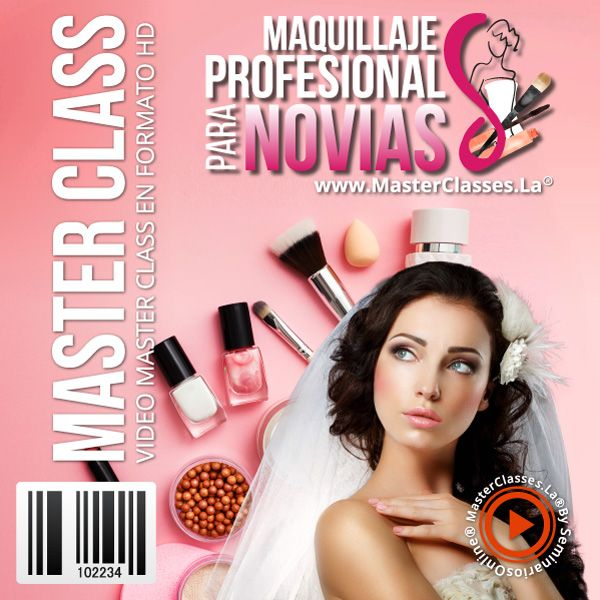 MASTER CLASS
VIDEO MASTER CLASS EN FORMATO HD
MAQUILLAJE
PROFESIONAL
PARA
NOVIAS
www.MasterClasses.La®
MasterClasses.La®By SeminariosOnline®
102234